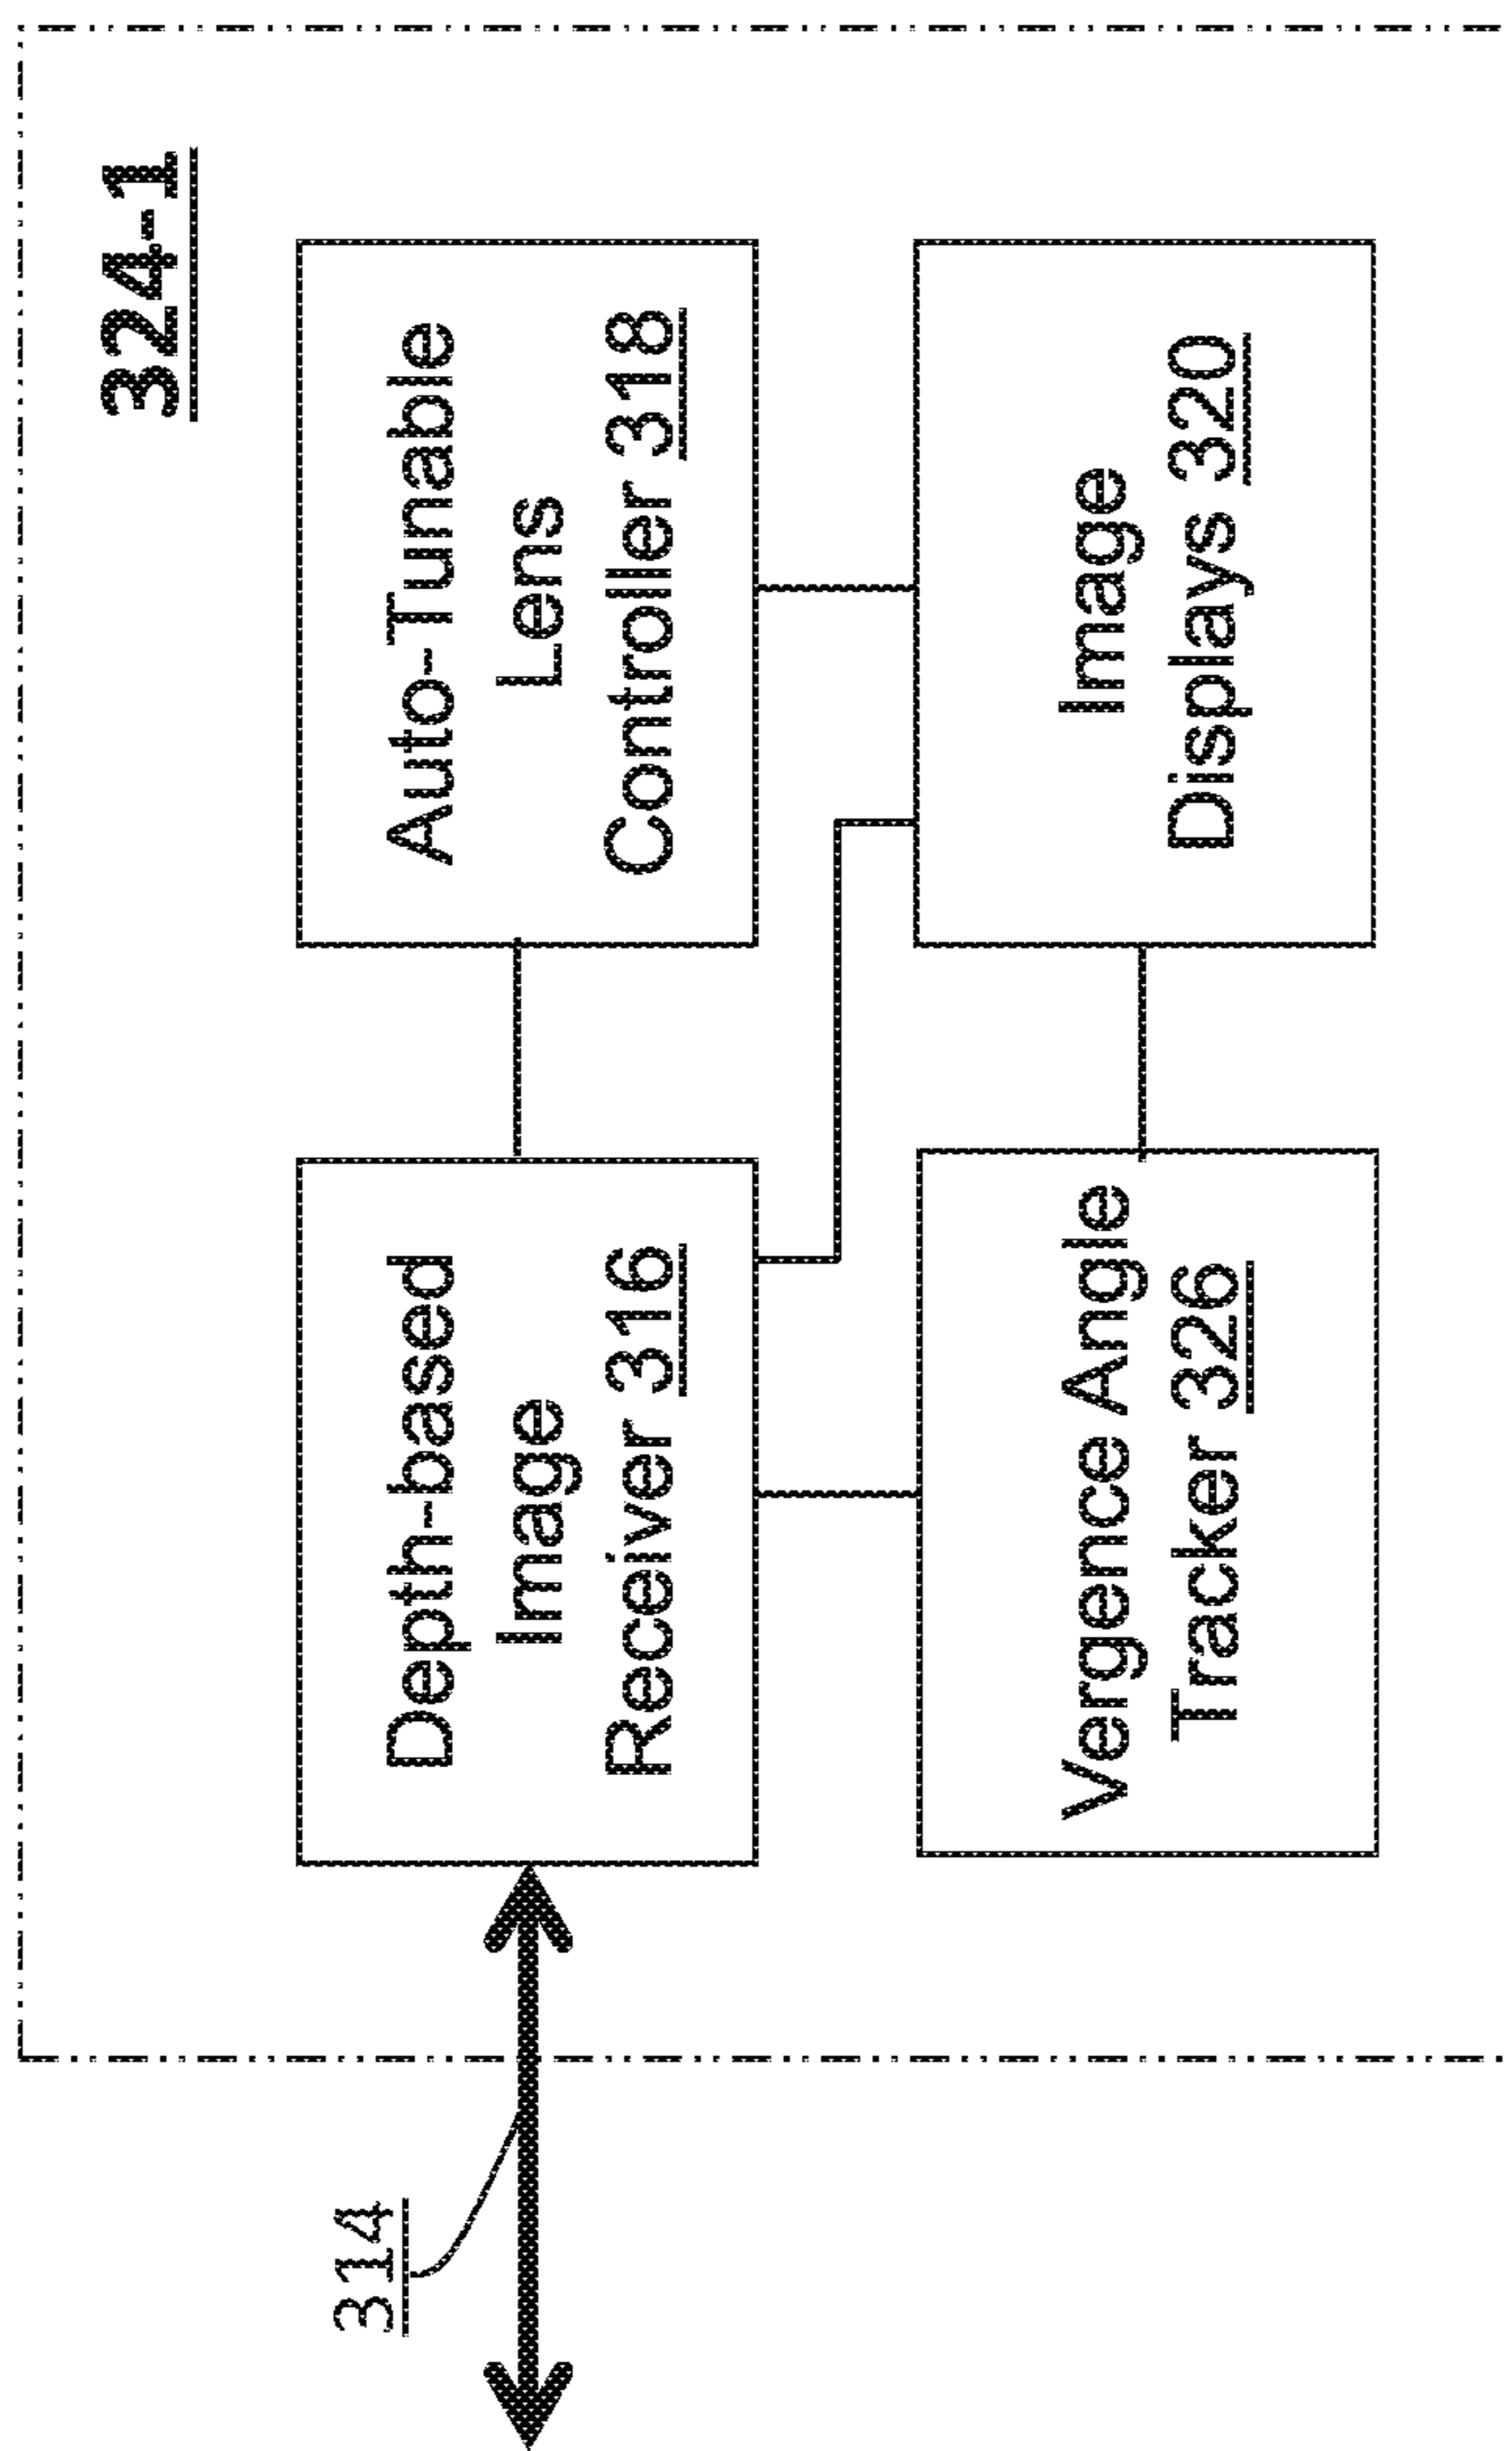 324-1
314
Depth-based
Image
Receiver 316
Auto-Tunable
Lens
Controller 318
Vergence Angle
Tracker 326
Image
Displays 320